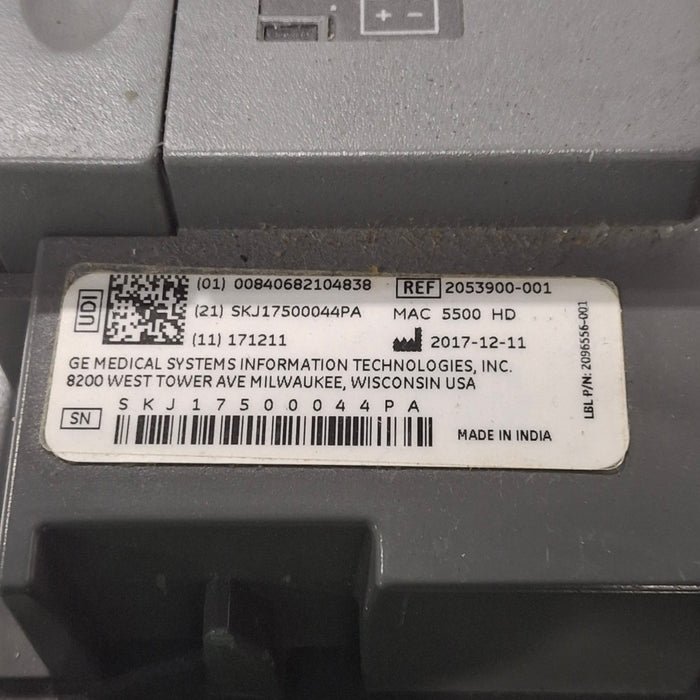 + -
UDI
(01) 00840682104838
REF 2053900-001
(21) SKJ17500044PA
MAC 5500 HD
(11) 171211
2017-12-11
GE MEDICAL SYSTEMS INFORMATION TECHNOLOGIES, INC.
8200 WEST TOWER AVE MILWAUKEE, WISCONSIN USA
SN
SKJ17500044PA
MADE IN INDIA
LBL P/N: 2096556-001